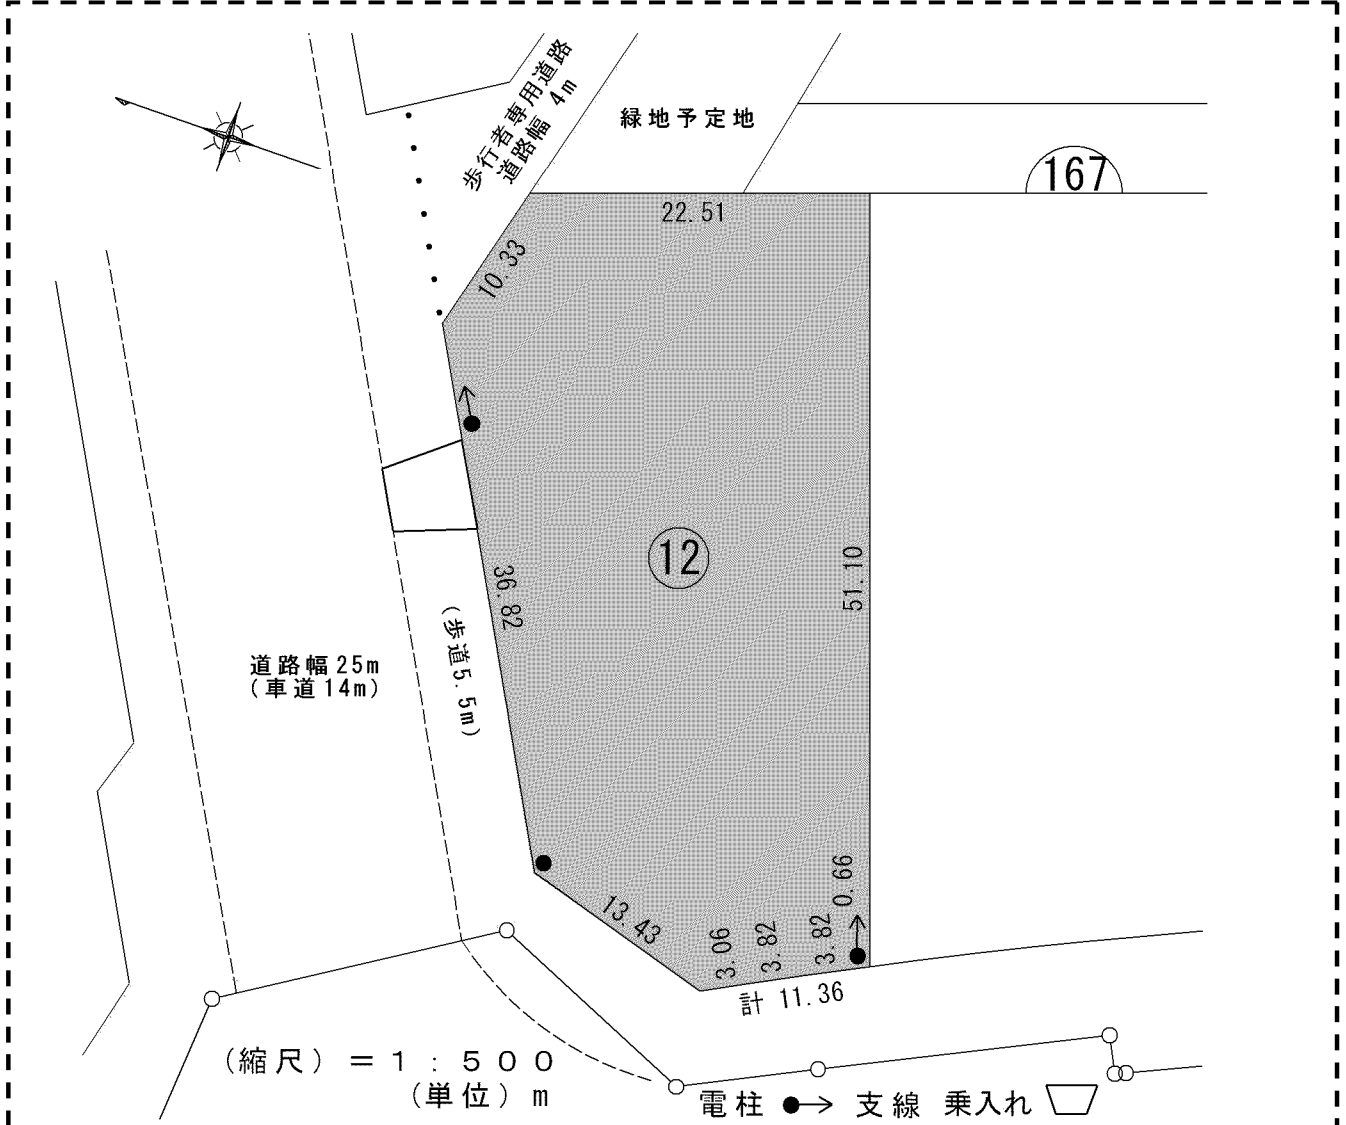 歩行者専用道路
道路幅 4m
緑地予定地
167
22.51
10.33
12
36.82
51.10
(歩道5.5m)
道路幅25m
(車道14m)
13.43
3.06
3.82
3.82
0.66
計 11.36
(縮尺)=1:500
(単位)m
電柱 支線 乗入れ